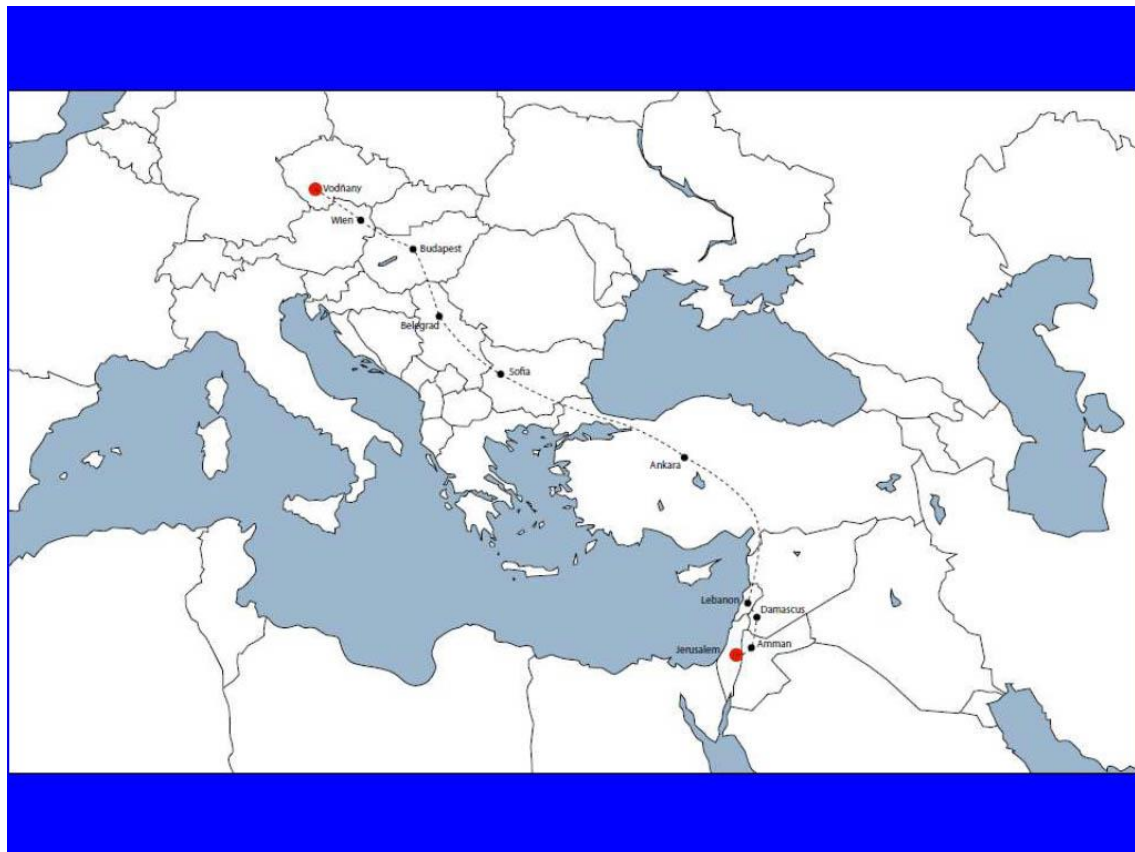 Vodňany
Wien
Budapest
Belegrad
Sofia
Ankara
Lebanon
Damascus
Amman
Jerusalem